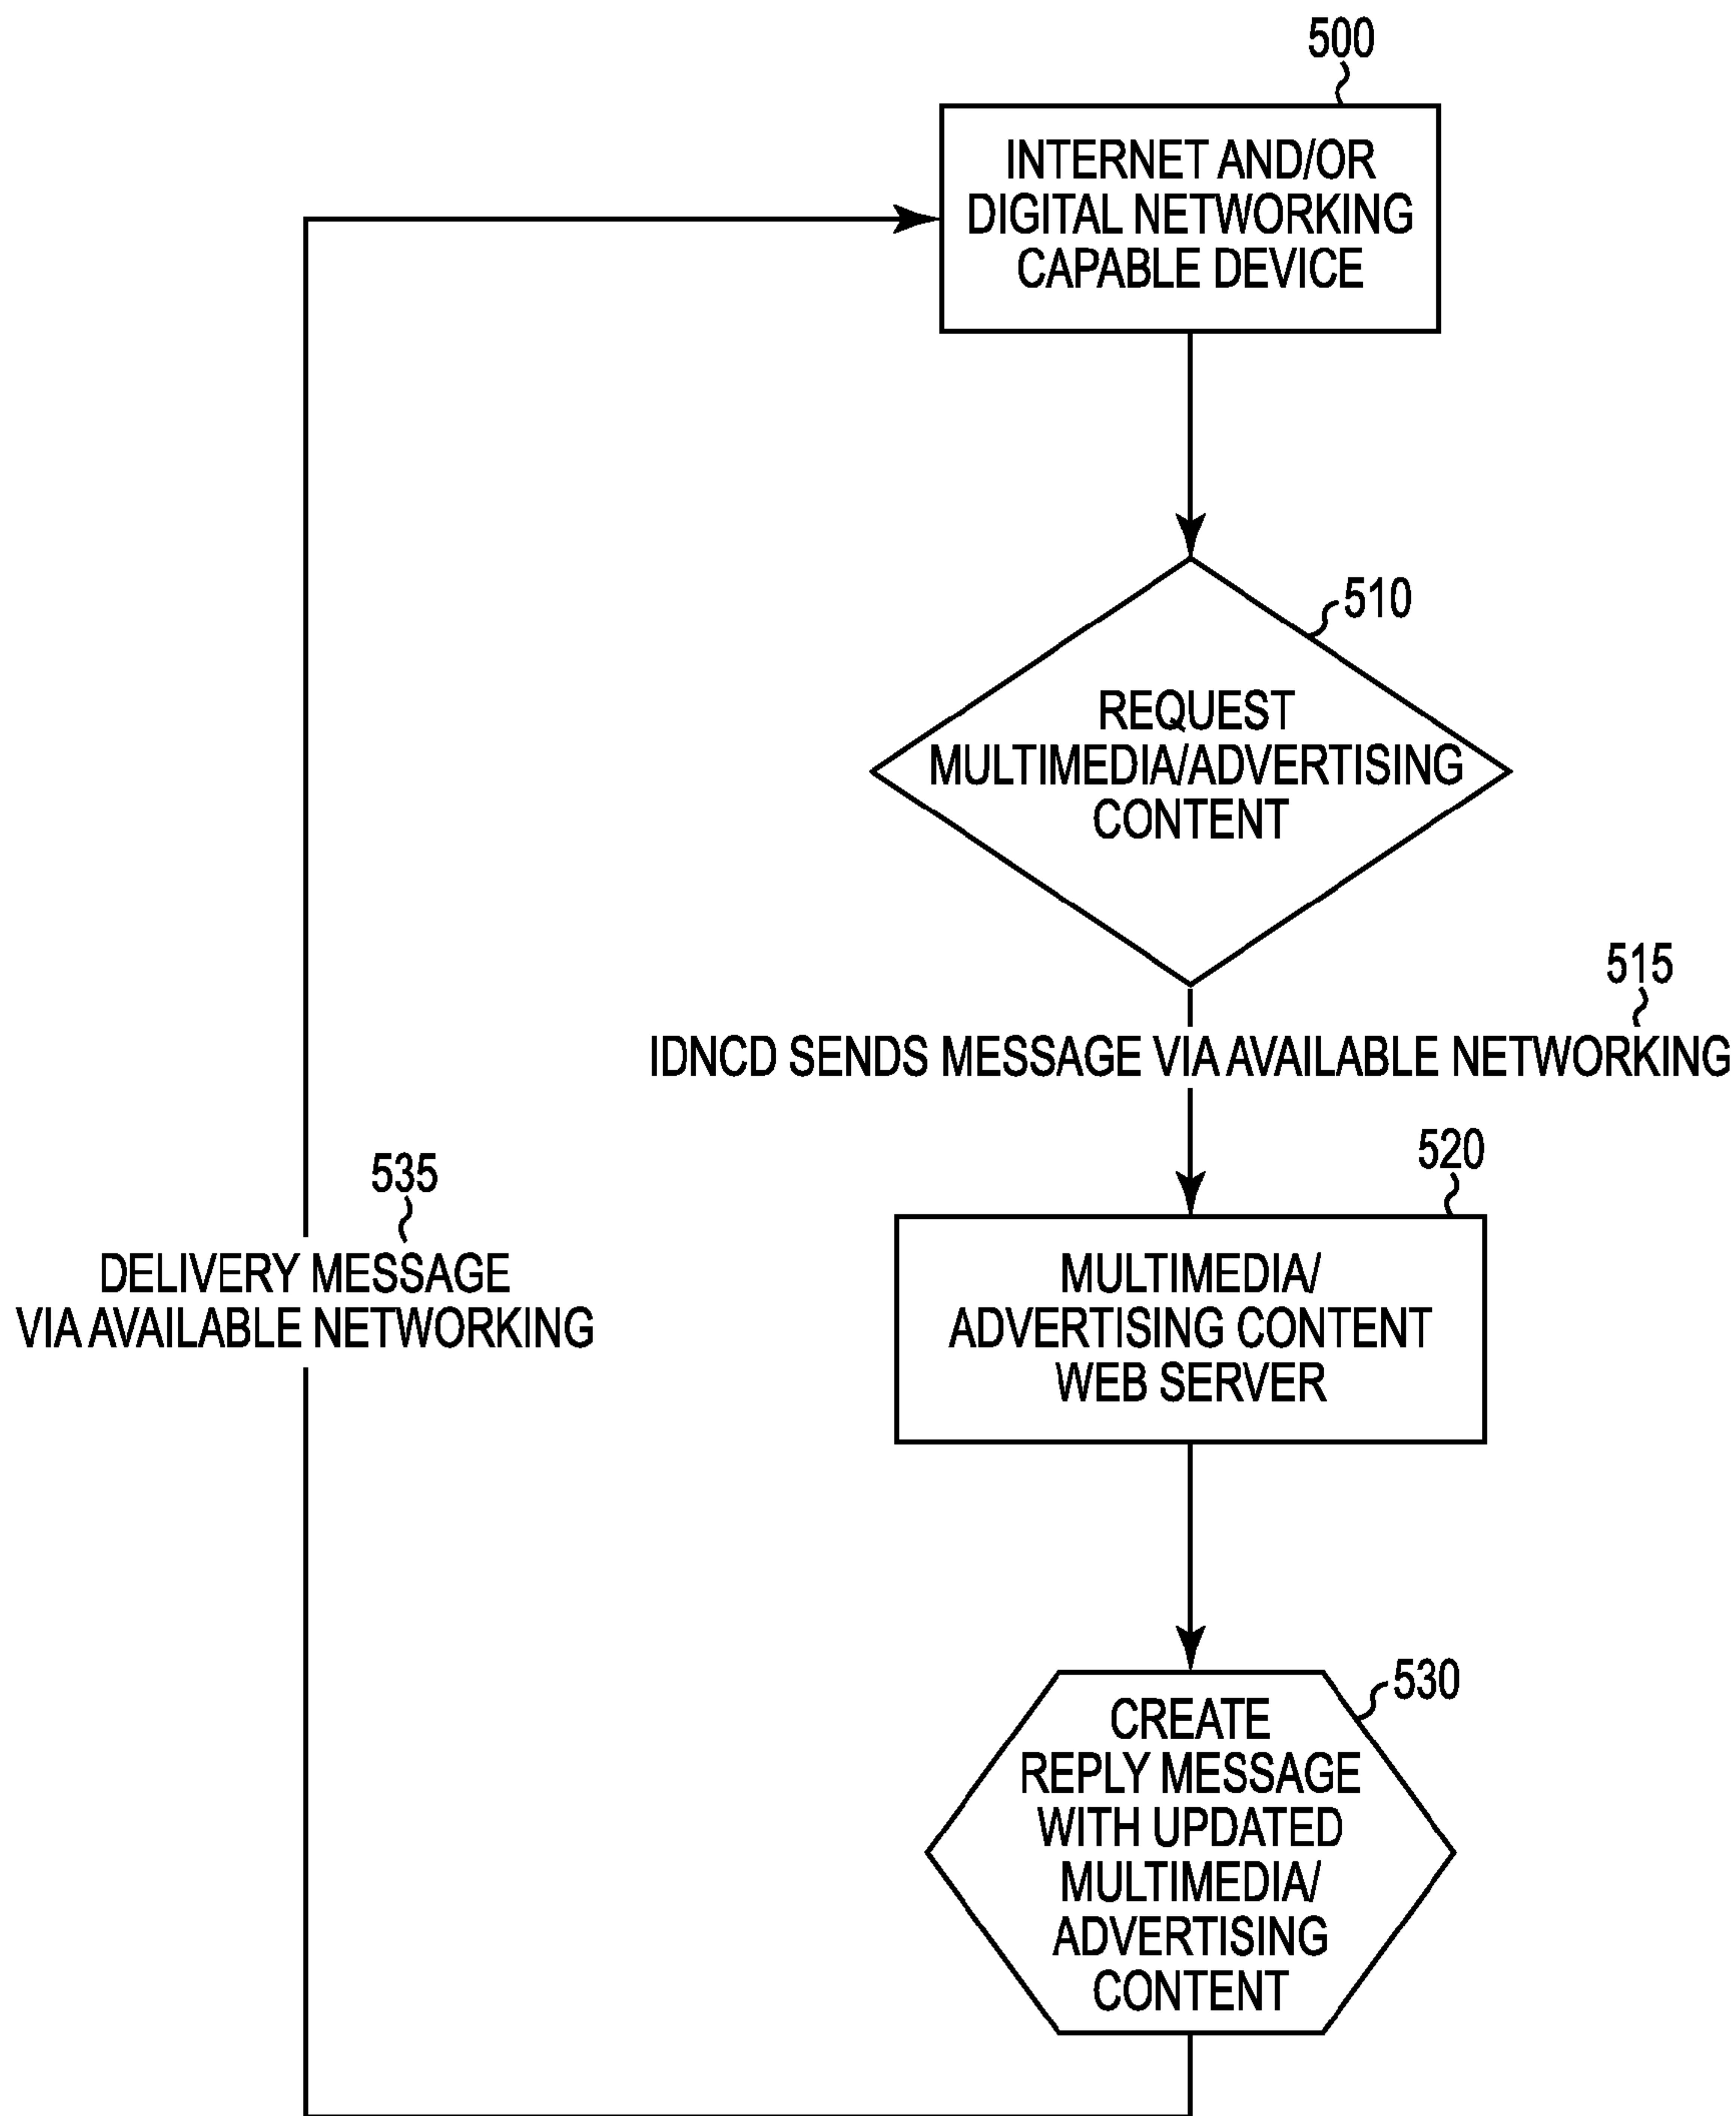 500
INTERNET AND/OR
DIGITAL NETWORKING
CAPABLE DEVICE
510
REQUEST
MULTIMEDIA/ADVERTISING
CONTENT
515
IDNCD SENDS MESSAGE VIA AVAILABLE NETWORKING
520
MULTIMEDIA/
ADVERTISING CONTENT
WEB SERVER
535
DELIVERY MESSAGE
VIA AVAILABLE NETWORKING
530
CREATE
REPLY MESSAGE
WITH UPDATED
MULTIMEDIA/
ADVERTISING
CONTENT